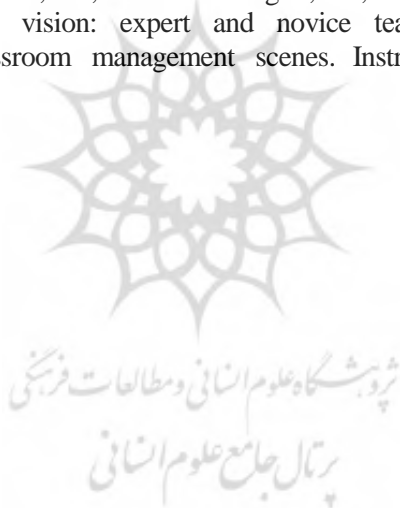 vision: expert and novice tea
ssroom management scenes. Instr
پژوهشگاه علوم انسانی و مطالعات فرهنگی
پرتال جامع علوم انسانی